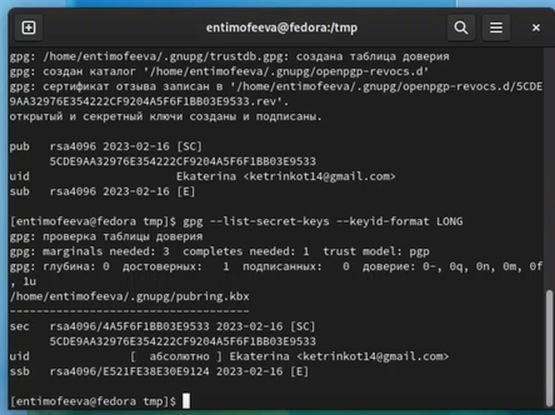 entimofeeva@fedora:/tmp
gpg: /home/entimofeeva/.gnupg/trustdb.gpg: создана таблица доверия
gpg: создан каталог '/home/entimofeeva/.gnupg/openpgp-revocs.d'
gpg: сертификат отзыва записан в '/home/entimofeeva/.gnupg/openpgp-revocs.d/5CDE
9AA32976E354222CF9204A5F6F1BB03E9533.rev'.
открытый и секретный ключи созданы и подписаны.
pub   rsa4096 2023-02-16 [SC]
      5CDE9AA32976E354222CF9204A5F6F1BB03E9533
uid                      Ekaterina <ketrinkot14@gmail.com>
sub   rsa4096 2023-02-16 [E]
[entimofeeva@fedora tmp]$ gpg --list-secret-keys --keyid-format LONG
gpg: проверка таблицы доверия
gpg: marginals needed: 3  completes needed: 1  trust model: pgp
gpg: глубина: 0  достоверных:   1  подписанных:   0  доверие: 0-, 0q, 0n, 0m, 0f
, 1u
/home/entimofeeva/.gnupg/pubring.kbx
------------------------------------
sec   rsa4096/4A5F6F1BB03E9533 2023-02-16 [SC]
      5CDE9AA32976E354222CF9204A5F6F1BB03E9533
uid              [  абсолютно ] Ekaterina <ketrinkot14@gmail.com>
ssb   rsa4096/E521FE38E30E9124 2023-02-16 [E]
[entimofeeva@fedora tmp]$